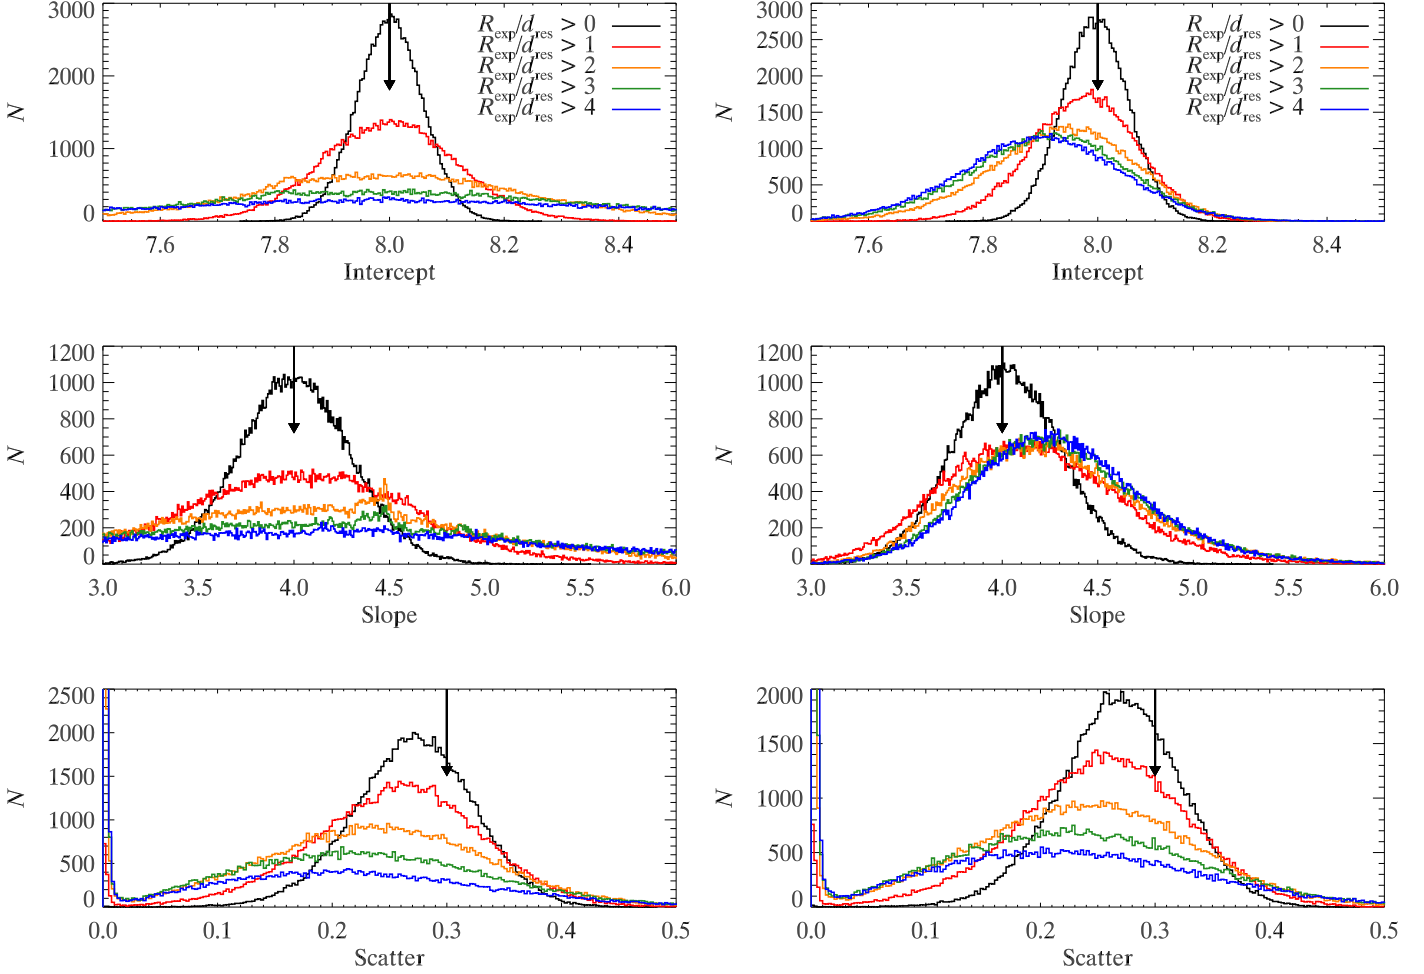 3000
2000
1000
0
N
R_exp/d_res > 0
R_exp/d_res > 1
R_exp/d_res > 2
R_exp/d_res > 3
R_exp/d_res > 4
7.6 7.8 8.0 8.2 8.4
Intercept
3000
2500
2000
1500
1000
500
0
N
R_exp/d_res > 0
R_exp/d_res > 1
R_exp/d_res > 2
R_exp/d_res > 3
R_exp/d_res > 4
7.6 7.8 8.0 8.2 8.4
Intercept
1200
1000
800
600
400
200
0
N
3.0 3.5 4.0 4.5 5.0 5.5 6.0
Slope
1200
1000
800
600
400
200
0
N
3.0 3.5 4.0 4.5 5.0 5.5 6.0
Slope
2500
2000
1500
1000
500
0
N
0.0 0.1 0.2 0.3 0.4 0.5
Scatter
2000
1500
1000
500
0
N
0.0 0.1 0.2 0.3 0.4 0.5
Scatter